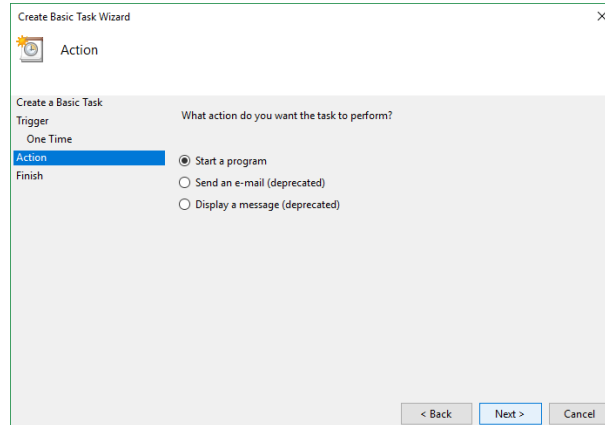 Create Basic Task Wizard
Action
Create a Basic Task
Trigger
One Time
Action
Finish
What action do you want the task to perform?
Start a program
Send an e-mail (deprecated)
Display a message (deprecated)
< Back
Next >
Cancel